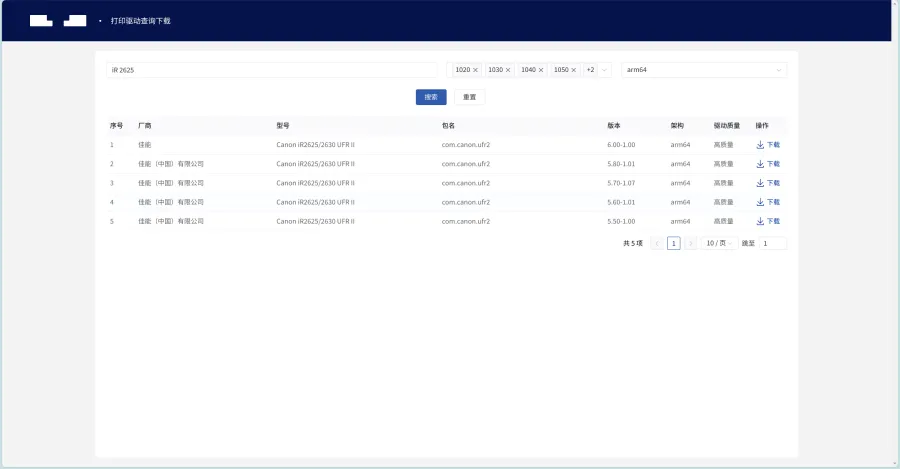 • 打印驱动查询下载
iR 2625 1020 × 1030 × 1040 × 1050 × +2 arm64
搜索 重置
序号 厂商 型号 包名 版本 架构 驱动质量 操作
1 佳能 Canon iR2625/2630 UFR II com.canon.ufr2 6.00-1.00 arm64 高质量 下载
2 佳能（中国）有限公司 Canon iR2625/2630 UFR II com.canon.ufr2 5.80-1.01 arm64 高质量 下载
3 佳能（中国）有限公司 Canon iR2625/2630 UFR II com.canon.ufr2 5.70-1.07 arm64 高质量 下载
4 佳能（中国）有限公司 Canon iR2625/2630 UFR II com.canon.ufr2 5.60-1.01 arm64 高质量 下载
5 佳能（中国）有限公司 Canon iR2625/2630 UFR II com.canon.ufr2 5.50-1.00 arm64 高质量 下载
共 5 项 < 1 > 10 / 页 跳至 1